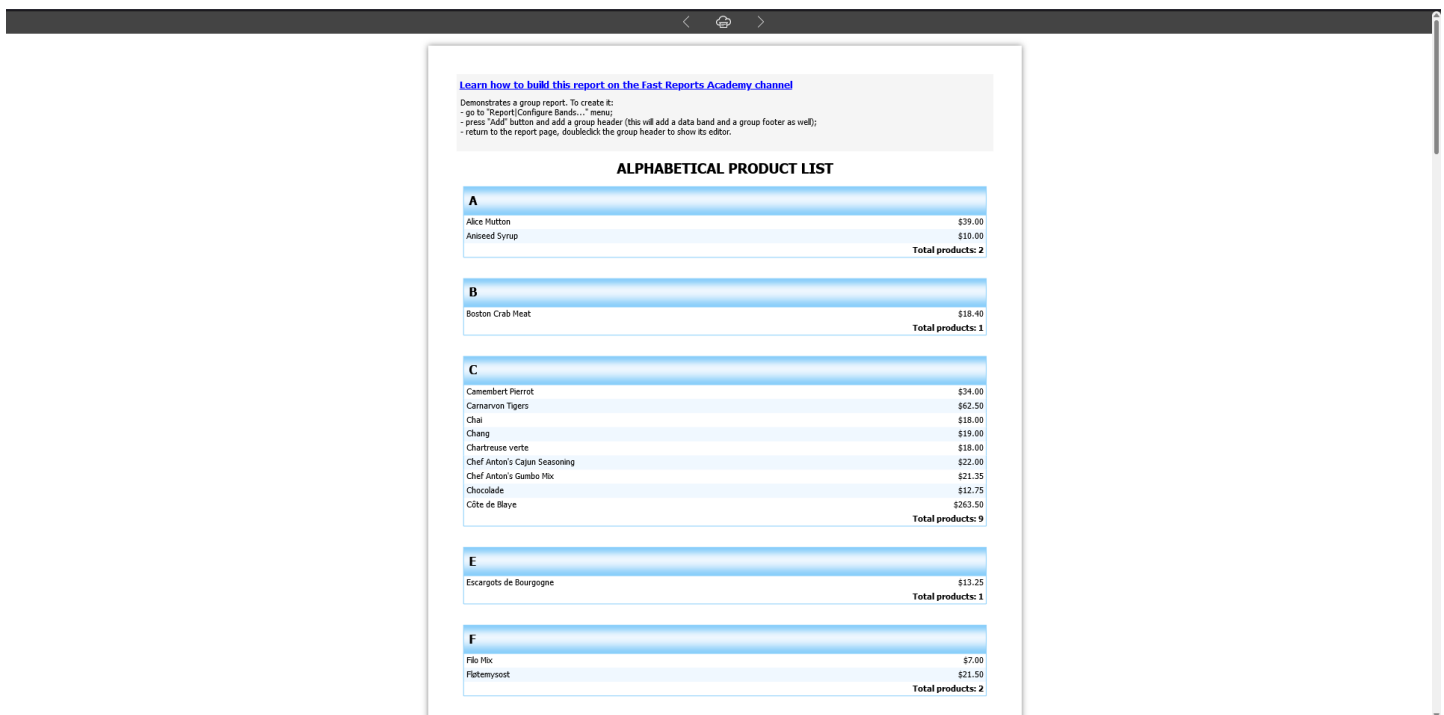 Learn how to build this report on the Fast Reports Academy channel
Demonstrates a group report. To create it:
- go to "Report|Configure Bands..." menu;
- press "Add" button and add a group header (this will add a data band and a group footer as well);
- return to the report page, doubleclick the group header to show its editor.
ALPHABETICAL PRODUCT LIST
A
Alice Mutton $39.00
Aniseed Syrup $10.00
Total products: 2
B
Boston Crab Meat $18.40
Total products: 1
C
Camembert Pierrot $34.00
Carnarvon Tigers $62.50
Chai $18.00
Chang $19.00
Chartreuse verte $18.00
Chef Anton's Cajun Seasoning $22.00
Chef Anton's Gumbo Mix $21.35
Chocolade $12.75
Côte de Blaye $263.50
Total products: 9
E
Escargots de Bourgogne $13.25
Total products: 1
F
Filo Mix $7.00
Fløtemysost $21.50
Total products: 2